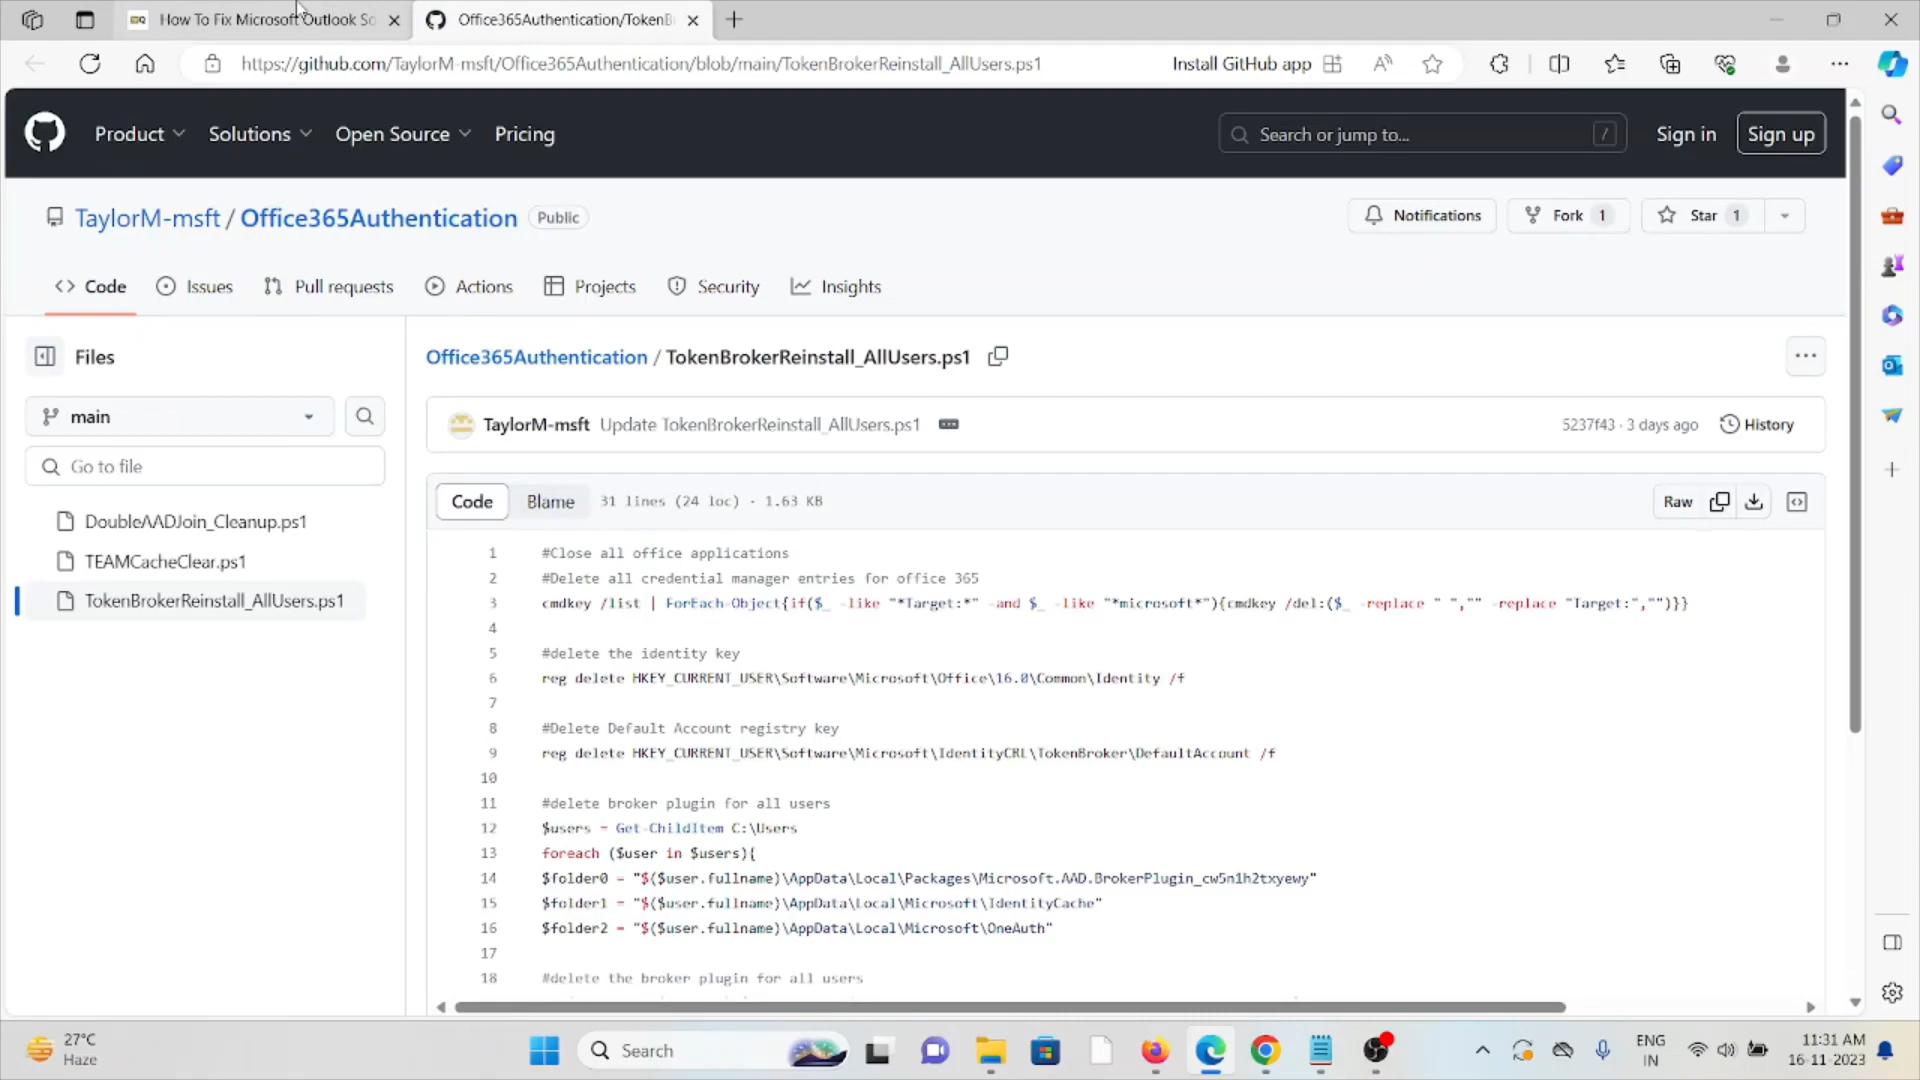 How To Fix Microsoft Outlook So
Office365Authentication/TokenB
https://github.com/TaylorM-msft/Office365Authentication/blob/main/TokenBrokerReinstall_AllUsers.ps1
Install GitHub app
Product
Solutions
Open Source
Pricing
Search or jump to...
/
Sign in
Sign up
TaylorM-msft / Office365Authentication
Public
Notifications
Fork 1
Star 1
Code
Issues
Pull requests
Actions
Projects
Security
Insights
Files
main
Go to file
DoubleAADJoin_Cleanup.ps1
TEAMCacheClear.ps1
TokenBrokerReinstall_AllUsers.ps1
Office365Authentication / TokenBrokerReinstall_AllUsers.ps1
TaylorM-msft Update TokenBrokerReinstall_AllUsers.ps1
5237f43 · 3 days ago
History
Code
Blame
31 lines (24 loc) · 1.63 KB
Raw
1 #Close all office applications
2 #Delete all credential manager entries for office 365
3 cmdkey /list | ForEach-Object{if($_ -like "*Target:*" -and $_ -like "*microsoft*"){cmdkey /del:($_ -replace " ","" -replace "Target:","")}}
4
5 #delete the identity key
6 reg delete HKEY_CURRENT_USER\Software\Microsoft\Office\16.0\Common\Identity /f
7
8 #Delete Default Account registry key
9 reg delete HKEY_CURRENT_USER\Software\Microsoft\IdentityCRL\TokenBroker\DefaultAccount /f
10
11 #delete broker plugin for all users
12 $users = Get-ChildItem C:\Users
13 foreach ($user in $users){
14 $folder0 = "$($user.fullname)\AppData\Local\Packages\Microsoft.AAD.BrokerPlugin_cw5n1h2txyewy"
15 $folder1 = "$($user.fullname)\AppData\Local\Microsoft\IdentityCache"
16 $folder2 = "$($user.fullname)\AppData\Local\Microsoft\OneAuth"
17
18 #delete the broker plugin for all users
27°C
Haze
Search
ENG
IN
11:31 AM
16-11-2023